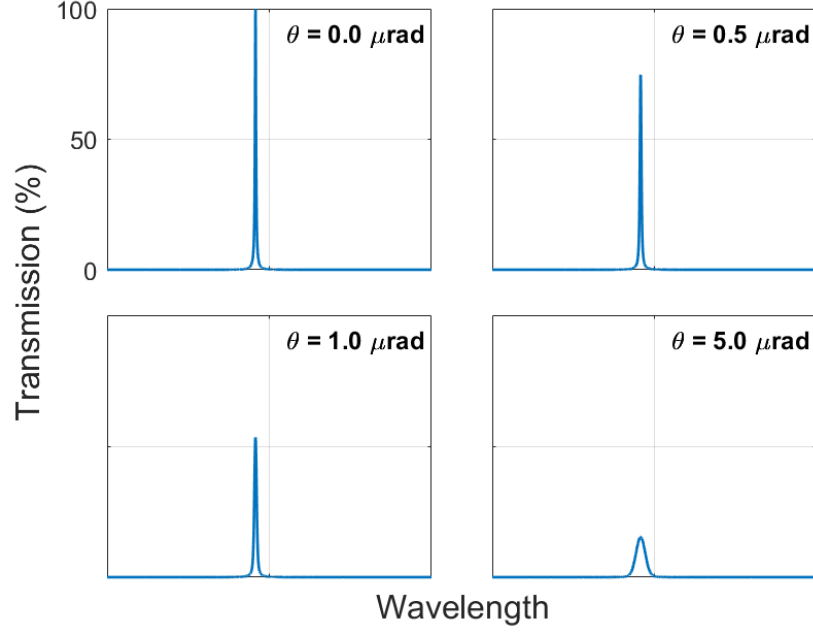 100
θ = 0.0 μrad
θ = 0.5 μrad
50
0
Transmission (%)
θ = 1.0 μrad
θ = 5.0 μrad
Wavelength